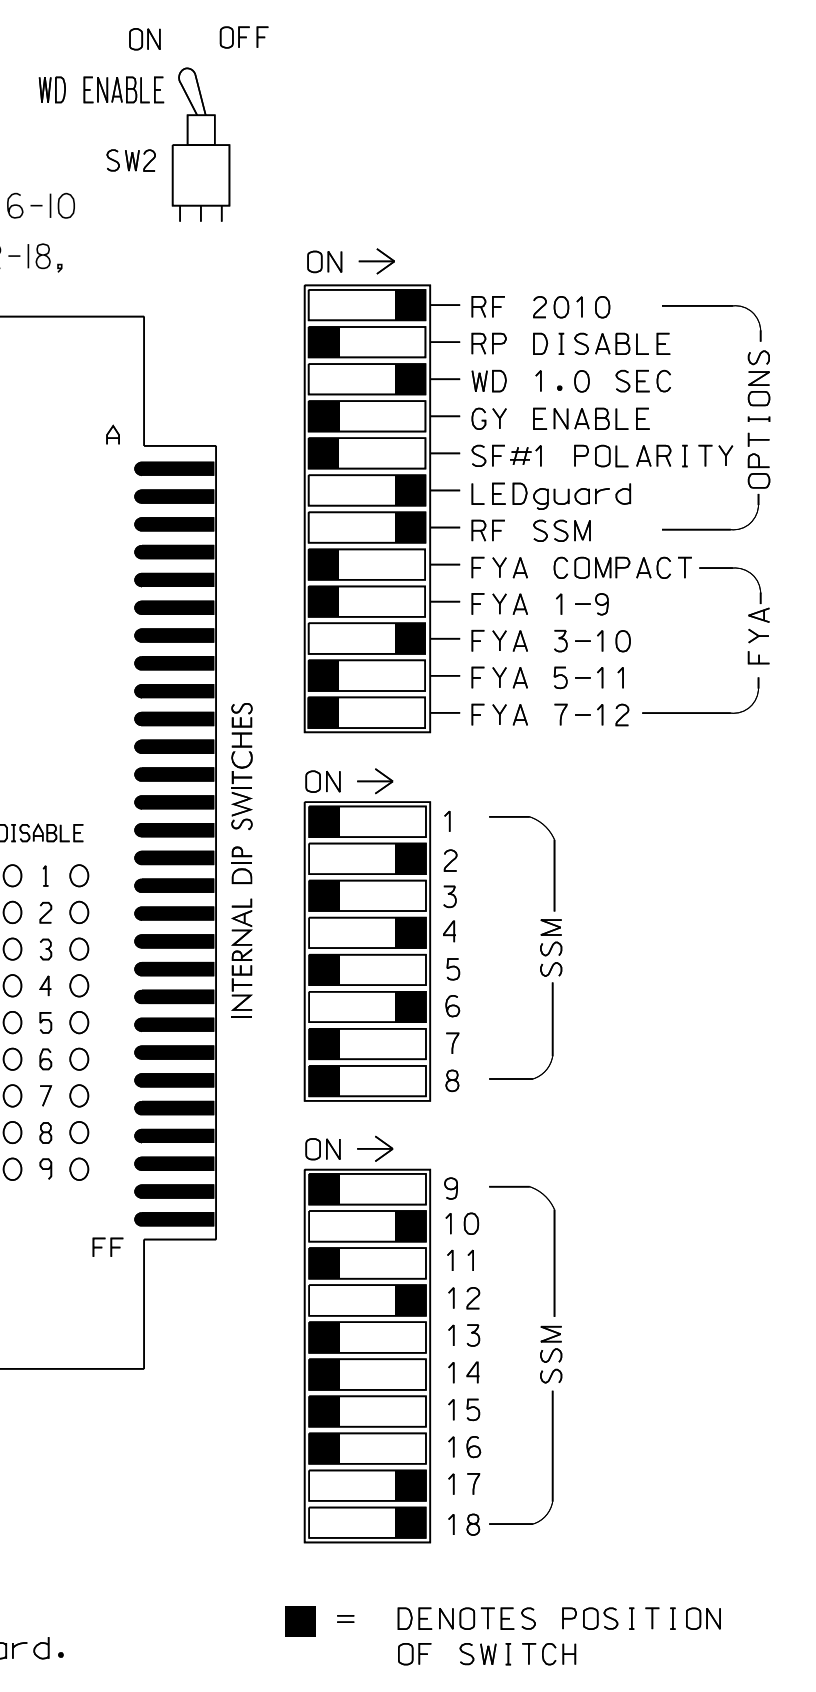 ON OFF
WD ENABLE
SW2
6-10
-18,
ON
RF 2010
RP DISABLE
WD 1.0 SEC
GY ENABLE
SF#1 POLARITY
LEDguard
RF SSM
OPTIONS
FYA COMPACT
FYA 1-9
FYA 3-10
FYA 5-11
FYA 7-12
FYA
A
FF
INTERNAL DIP SWITCHES
DISABLE
1
2
3
4
5
6
7
8
9
ON
1
2
3
4
5
6
7
8
SSM
ON
9
10
11
12
13
14
15
16
17
18
SSM
= DENOTES POSITION
OF SWITCH
ard.